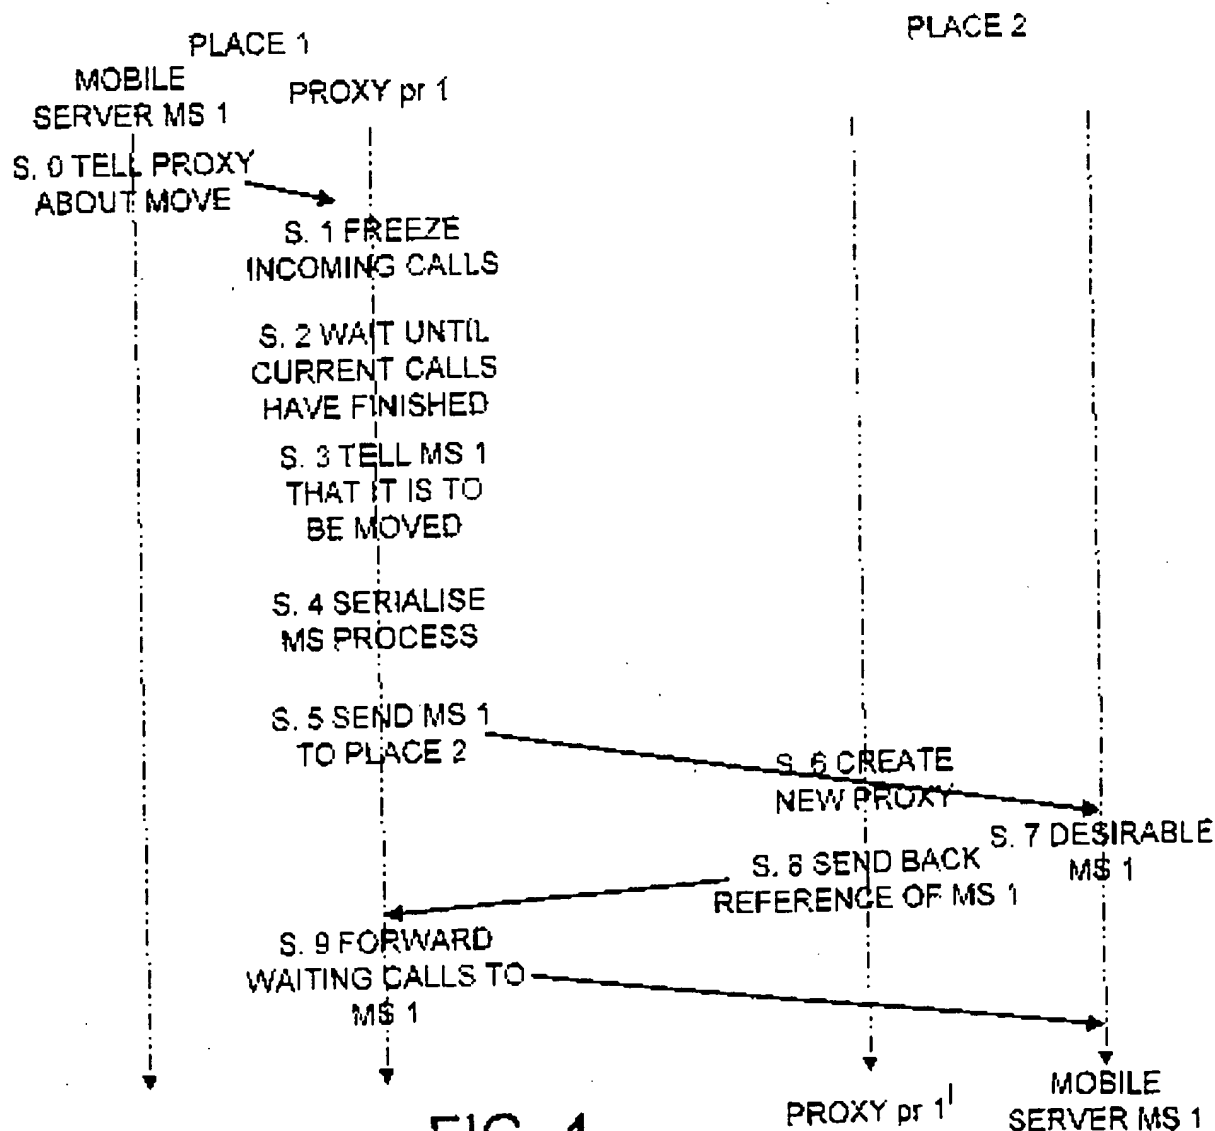 PLACE 1
PLACE 2
MOBILE
SERVER MS 1
PROXY pr 1
S. 0 TELL PROXY
ABOUT MOVE
S. 1 FREEZE
INCOMING CALLS
S. 2 WAIT UNTIL
CURRENT CALLS
HAVE FINISHED
S. 3 TELL MS 1
THAT IT IS TO
BE MOVED
S. 4 SERIALISE
MS PROCESS
S. 5 SEND MS 1
TO PLACE 2
S. 6 CREATE
NEW PROXY
S. 7 DESIRABLE
MS 1
S. 8 SEND BACK
REFERENCE OF MS 1
S. 9 FORWARD
WAITING CALLS TO
MS 1
PROXY pr 1'
MOBILE
SERVER MS 1